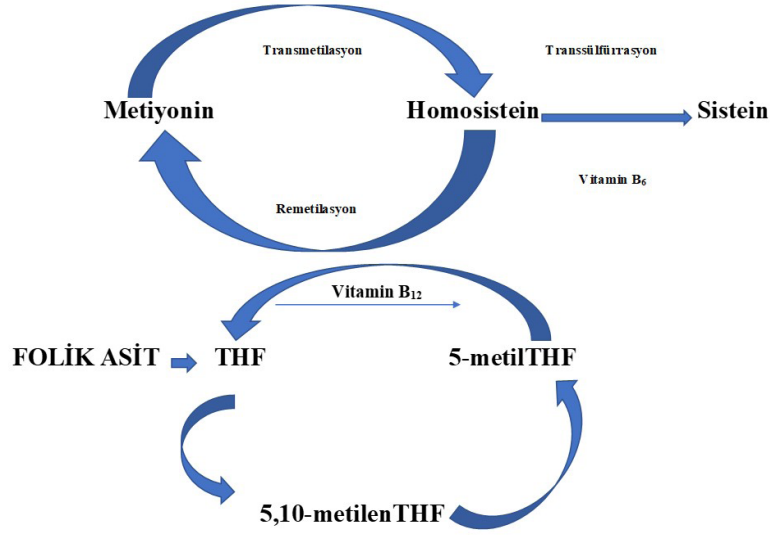 Transmetilasyon
Transsülfürrasyon
Metiyonin
Homosistein
Sistein
Vitamin B₆
Remetilasyon
Vitamin B₁₂
FOLİK ASİT
THF
5-metilTHF
5,10-metilenTHF